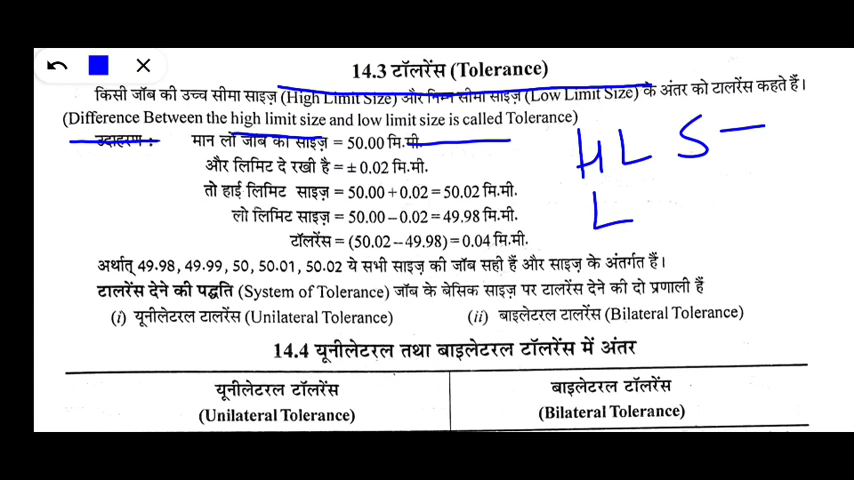 14.3 टॉलरेंस (Tolerance)
किसी जॉब की उच्च सीमा साइज़ (High Limit Size) और निम्न सीमा साइज़ (Low Limit Size) के अंतर को टालरेंस कहते हैं।
(Difference Between the high limit size and low limit size is called Tolerance)
उदाहरण : मान लो जॉब का साइज़ = 50.00 मि.मी.
और लिमिट दे रखी है = ± 0.02 मि.मी.
तो हाई लिमिट साइज़ = 50.00 + 0.02 = 50.02 मि.मी.
लो लिमिट साइज़ = 50.00 – 0.02 = 49.98 मि.मी.
टॉलरेंस = (50.02 – 49.98) = 0.04 मि.मी.
अर्थात् 49.98, 49.99, 50, 50.01, 50.02 ये सभी साइज़ की जॉब सही हैं और साइज़ के अंतर्गत हैं।
टालरेंस देने की पद्धति (System of Tolerance) जॉब के बेसिक साइज़ पर टालरेंस देने की दो प्रणाली हैं
(i) यूनीलेटरल टालरेंस (Unilateral Tolerance) (ii) बाइलेटरल टॉलरेंस (Bilateral Tolerance)
14.4 यूनीलेटरल तथा बाइलेटरल टॉलरेंस में अंतर
यूनीलेटरल टॉलरेंस बाइलेटरल टॉलरेंस
(Unilateral Tolerance) (Bilateral Tolerance)
H L S —
L